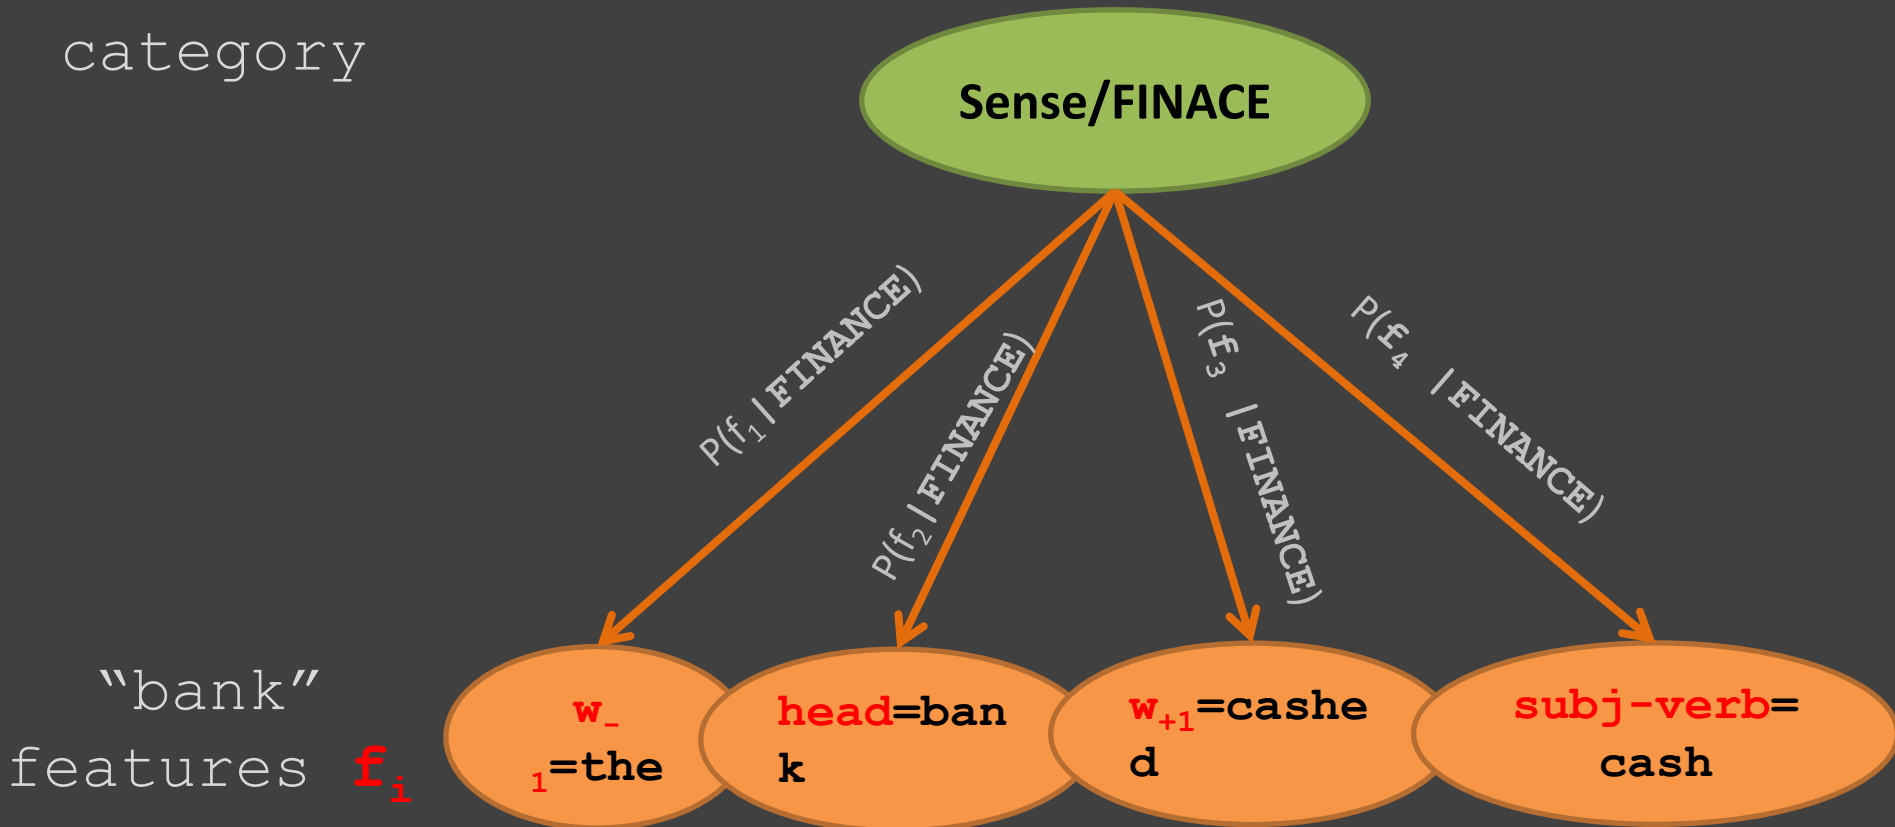 category
Sense/FINACE
P(f₁|FINANCE)
P(f₂|FINANCE)
P(f₃ |FINANCE)
P(f₄ |FINANCE)
“bank”
features fᵢ
w₋
₁=the
head=ban
k
w₊₁=cashe
d
subj-verb=
cash